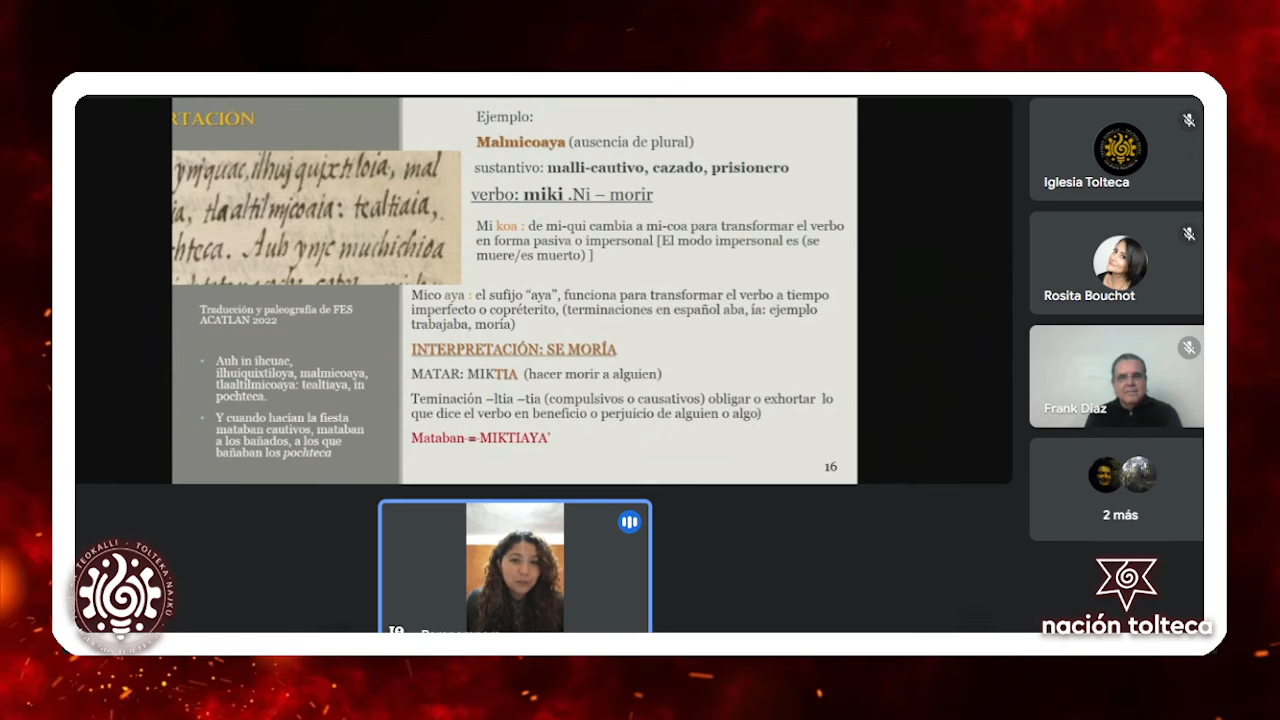 RTACIÓN
ynjquac, ilhuj quixtiloia, mal
ia, tlaaltilmjcoaia: tealtiaia,
chteca. Auh ynjc muchichioa
Traducción y paleografía de FES
ACATLAN 2022
• Auh in ihcuac,
ilhuiquixtiloya, malmicoaya,
tlaaltilmicoaya: tealtiaya, in
pochteca.
• Y cuando hacían la fiesta
mataban cautivos, mataban
a los bañados, a los que
bañaban los pochteca
Ejemplo:
Malmicoaya (ausencia de plural)
sustantivo: malli-cautivo, cazado, prisionero
verbo: miki .Ni – morir
Mi koa : de mi-qui cambia a mi-coa para transformar el verbo
en forma pasiva o impersonal [El modo impersonal es (se
muere/es muerto) ]
Mico aya : el sufijo "aya", funciona para transformar el verbo a tiempo
imperfecto o copréterito, (terminaciones en español aba, ía: ejemplo
trabajaba, moría)
INTERPRETACIÓN: SE MORÍA
MATAR: MIKTIA (hacer morir a alguien)
Teminación –ltia –tia (compulsivos o causativos) obligar o exhortar lo
que dice el verbo en beneficio o perjuicio de alguien o algo)
Mataban = MIKTIAYA'
16
Iglesia Tolteca
Rosita Bouchot
Frank Diaz
2 más
TEOKALLI · TOLTEKA
nación tolteca